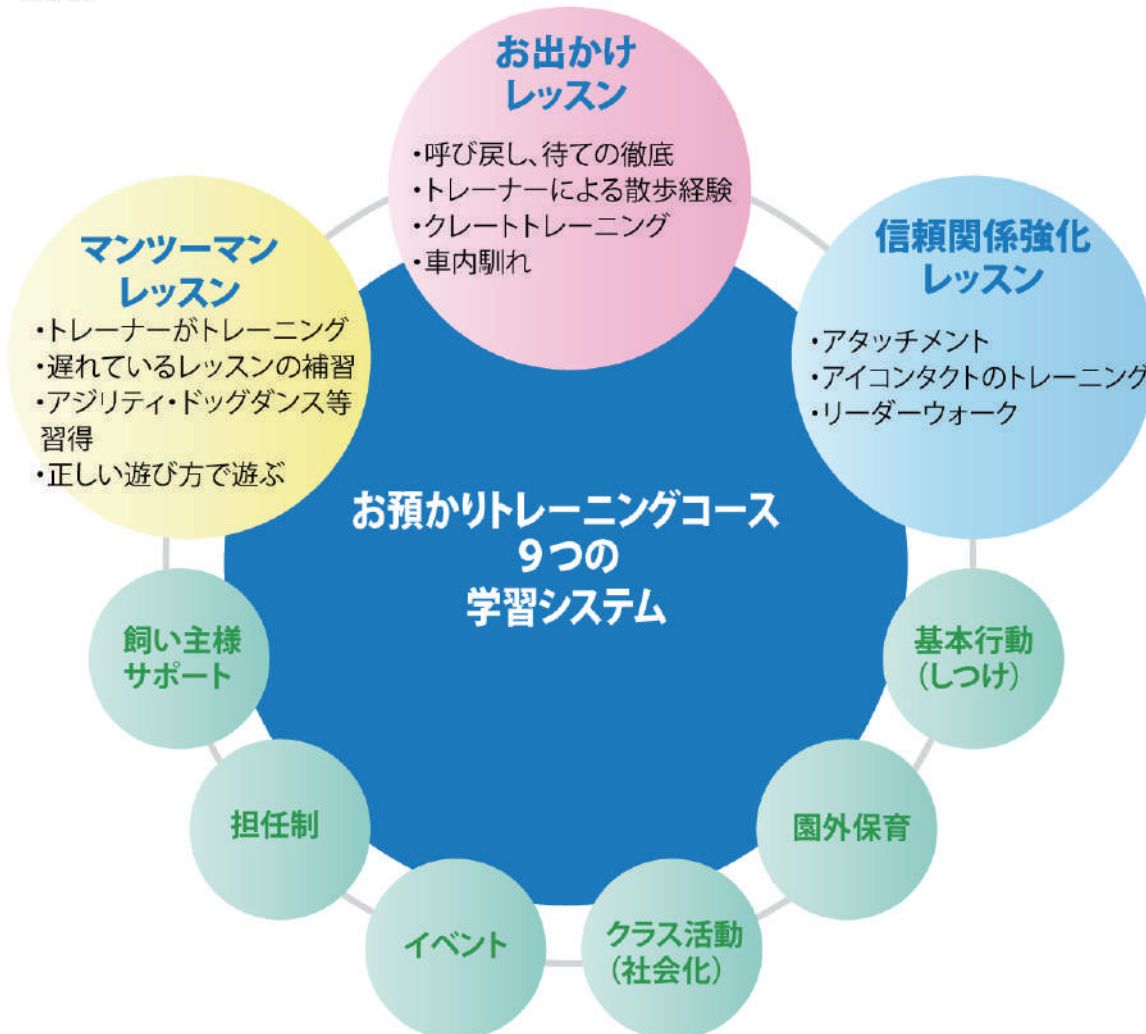 お出かけ
レッスン
・呼び戻し、待ての徹底
・トレーナーによる散歩経験
・クレートトレーニング
・車内馴れ
マンツーマン
レッスン
・トレーナーがトレーニング
・遅れているレッスンの補習
・アジリティ・ドッグダンス等
習得
・正しい遊び方で遊ぶ
信頼関係強化
レッスン
・アタッチメント
・アイコンタクトのトレーニング
・リーダーウォーク
お預かりトレーニングコース
９つの
学習システム
飼い主様
サポート
基本行動
(しつけ)
担任制
園外保育
イベント
クラス活動
(社会化)